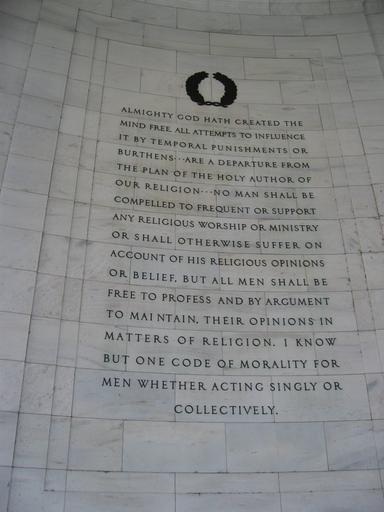 ALMIGHTY GOD HATH CREATED THE
MIND FREE. ALL ATTEMPTS TO INFLUENCE
IT BY TEMPORAL PUNISHMENTS OR
BURTHENS···ARE A DEPARTURE FROM
THE PLAN OF THE HOLY AUTHOR OF
OUR RELIGION···NO MAN SHALL BE
COMPELLED TO FREQUENT OR SUPPORT
ANY RELIGIOUS WORSHIP OR MINISTRY
OR SHALL OTHERWISE SUFFER ON
ACCOUNT OF HIS RELIGIOUS OPINIONS
OR BELIEF, BUT ALL MEN SHALL BE
FREE TO PROFESS AND BY ARGUMENT
TO MAINTAIN, THEIR OPINIONS IN
MATTERS OF RELIGION. I KNOW
BUT ONE CODE OF MORALITY FOR
MEN WHETHER ACTING SINGLY OR
COLLECTIVELY.